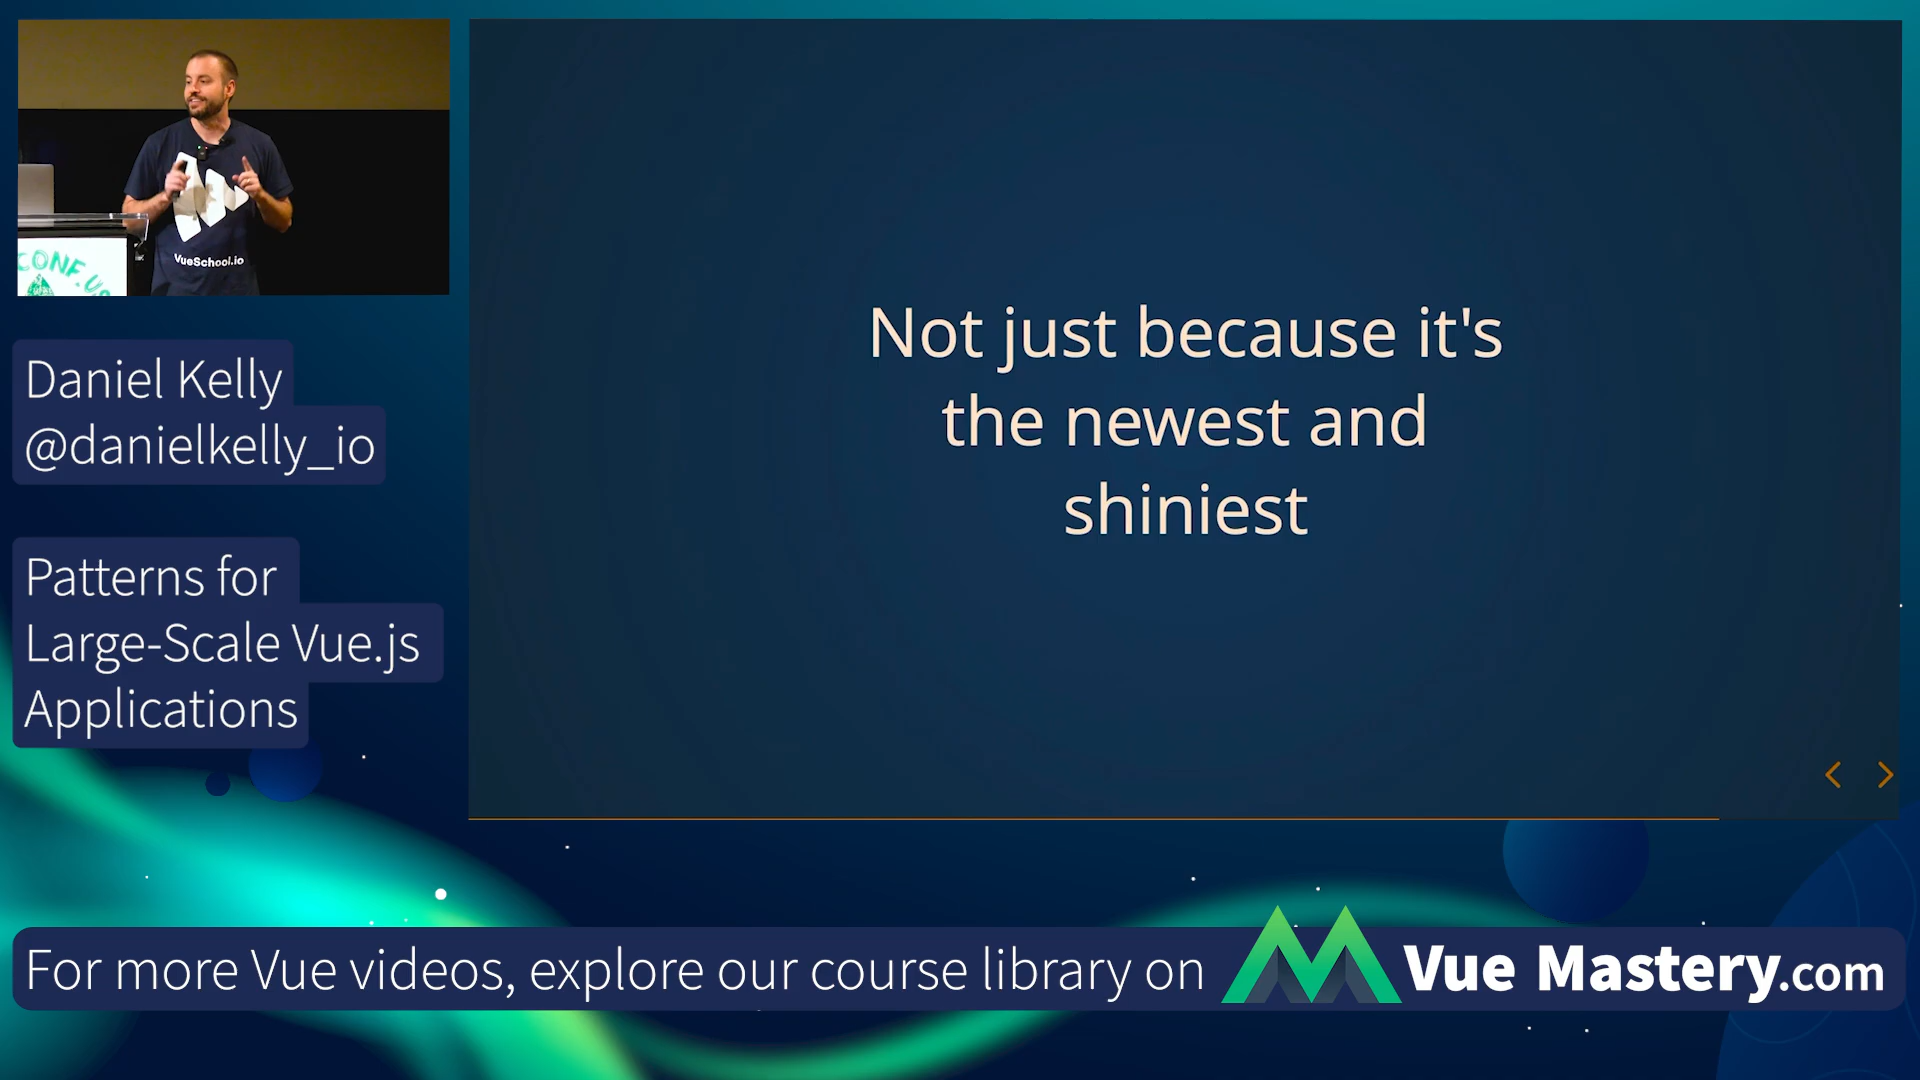 CONF.U
VueSchool.io
Daniel Kelly
@danielkelly_io
Patterns for
Large-Scale Vue.js
Applications
Not just because it's
the newest and
shiniest
For more Vue videos, explore our course library on
Vue Mastery.com